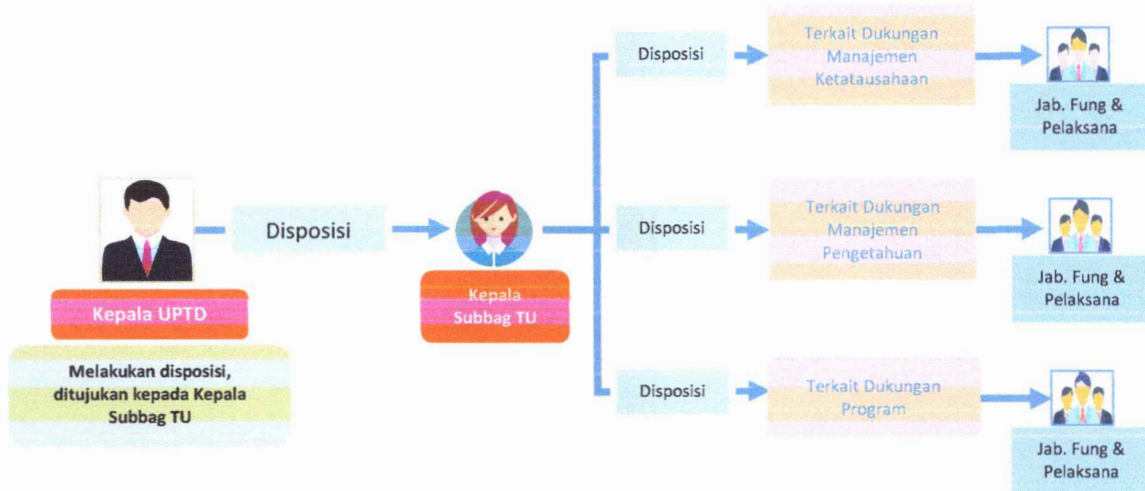 Kepala UPTD
Melakukan disposisi,
ditujukan kepada Kepala
Subbag TU
Disposisi
Kepala
Subbag TU
Disposisi
Terkait Dukungan
Manajemen
Ketatausahaan
Jab. Fung &
Pelaksana
Disposisi
Terkait Dukungan
Manajemen
Pengetahuan
Jab. Fung &
Pelaksana
Disposisi
Terkait Dukungan
Program
Jab. Fung &
Pelaksana